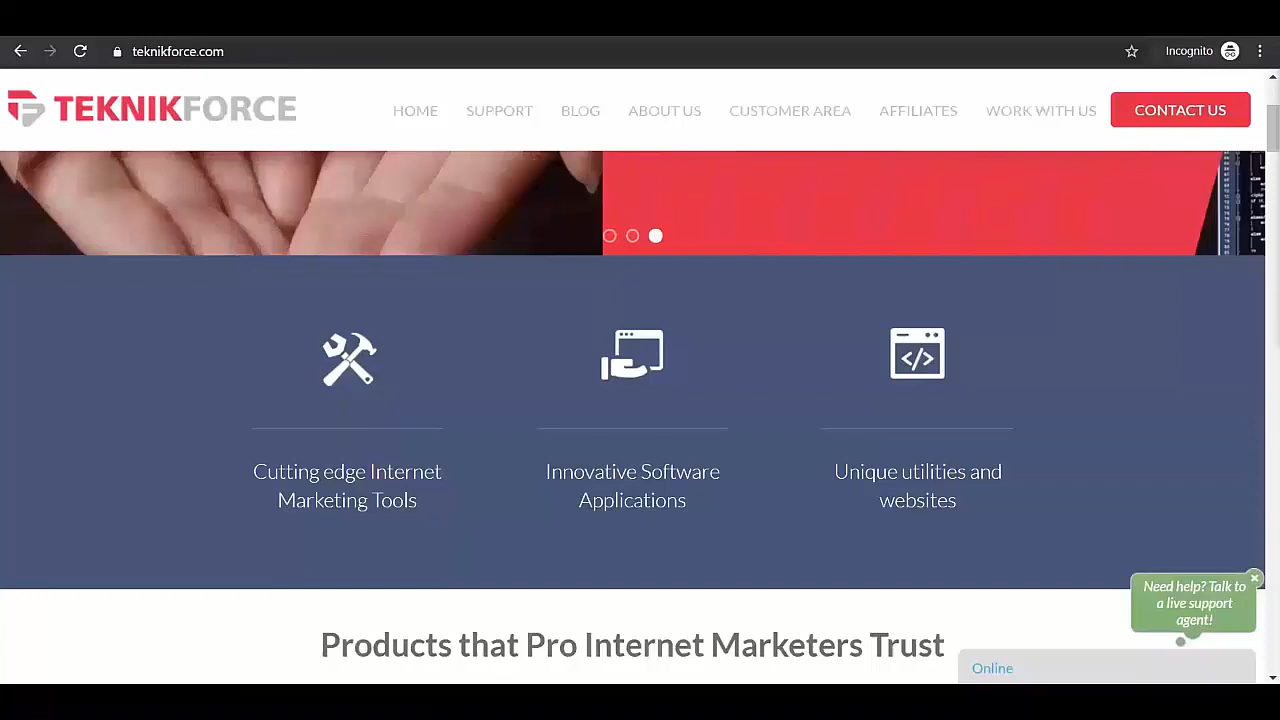 teknikforce.com
Incognito
TEKNIKFORCE
HOME
SUPPORT
BLOG
ABOUT US
CUSTOMER AREA
AFFILIATES
WORK WITH US
CONTACT US
</>
Cutting edge Internet
Marketing Tools
Innovative Software
Applications
Unique utilities and
websites
Need help? Talk to
a live support
agent!
Products that Pro Internet Marketers Trust
Online